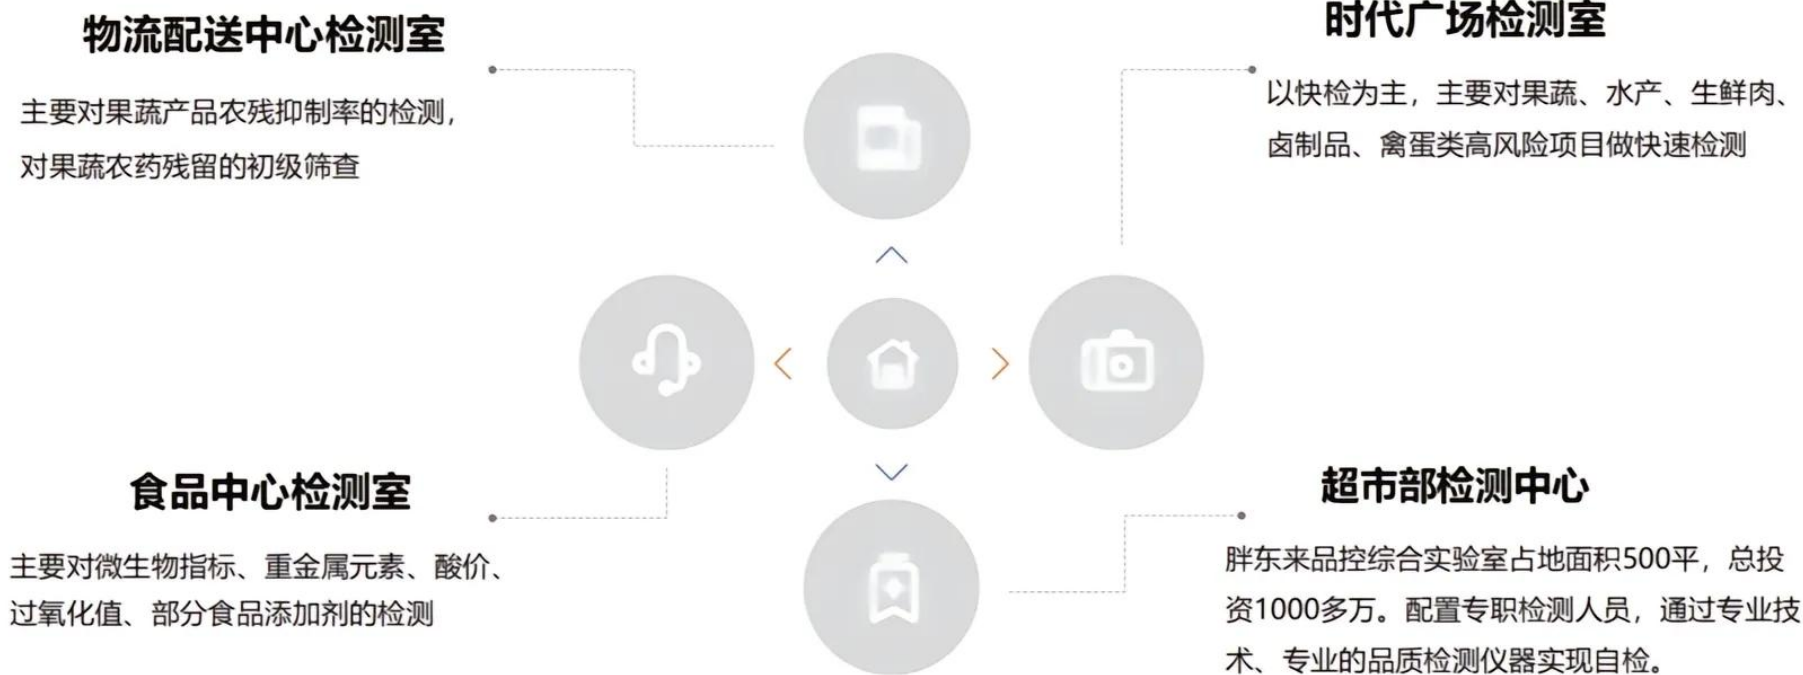 物流配送中心检测室
主要对果蔬产品农残抑制率的检测，
对果蔬农药残留的初级筛查
时代广场检测室
以快检为主，主要对果蔬、水产、生鲜肉、
卤制品、禽蛋类高风险项目做快速检测
食品中心检测室
主要对微生物指标、重金属元素、酸价、
过氧化值、部分食品添加剂的检测
超市部检测中心
胖东来品控综合实验室占地面积500平，总投
资1000多万。配置专职检测人员，通过专业技
术、专业的品质检测仪器实现自检。